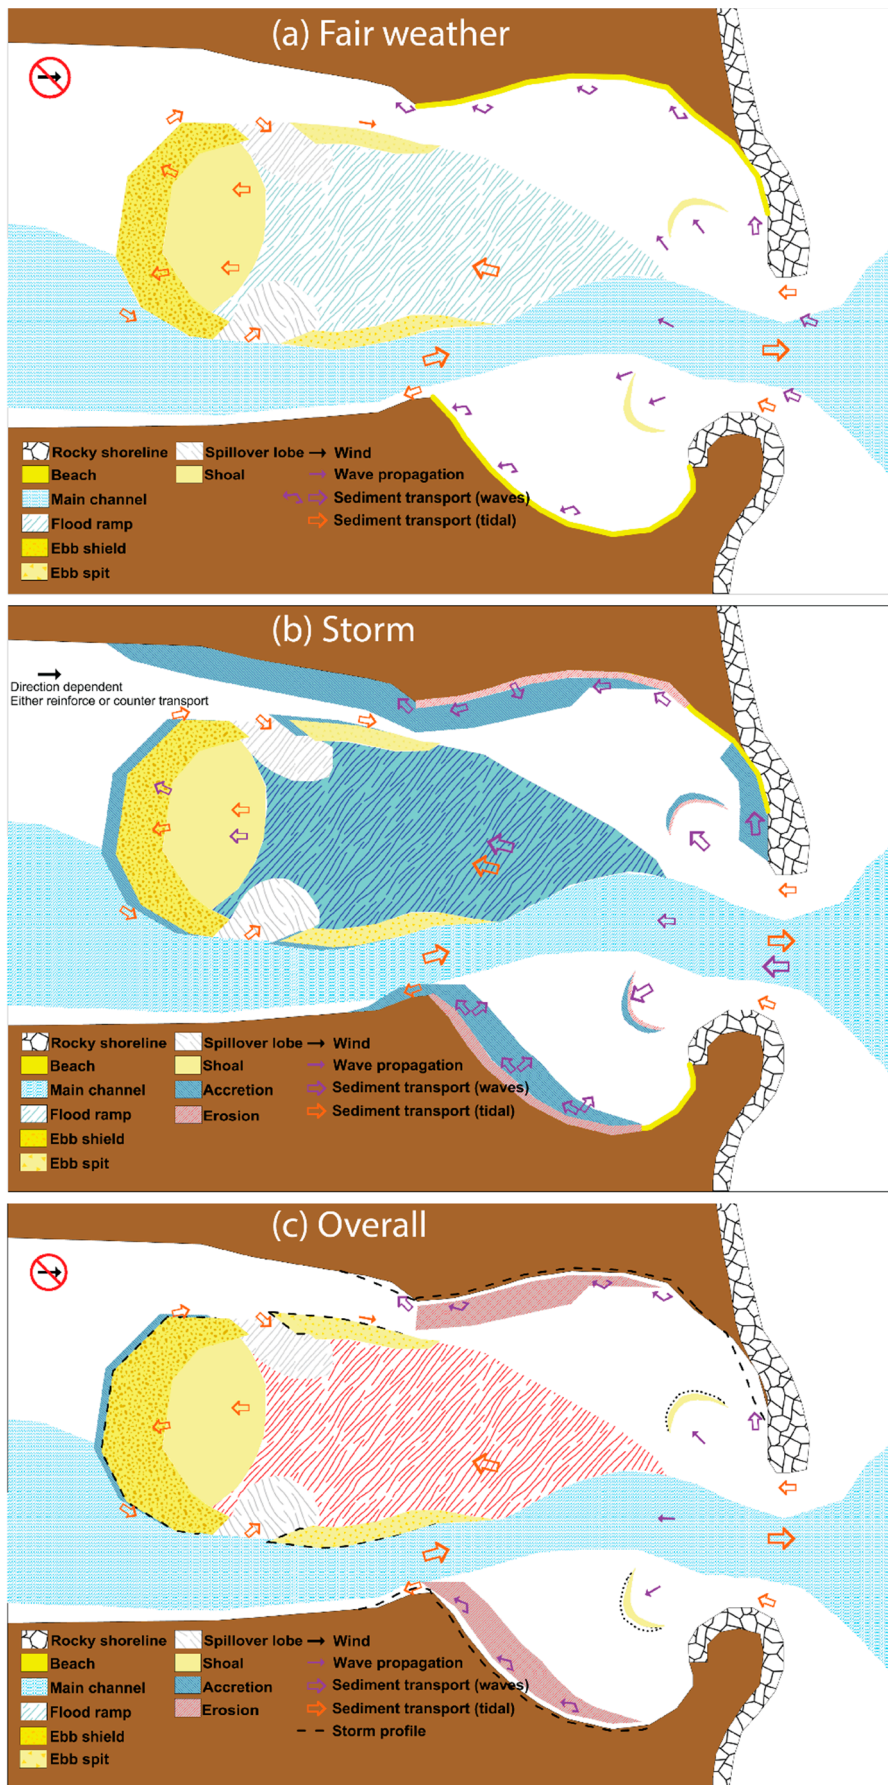 (a) Fair weather
Rocky shoreline
Spillover lobe
Wind
Beach
Shoal
Wave propagation
Main channel
Sediment transport (waves)
Flood ramp
Sediment transport (tidal)
Ebb shield
Ebb spit
(b) Storm
Direction dependent
Either reinforce or counter transport
Rocky shoreline
Spillover lobe
Wind
Beach
Shoal
Wave propagation
Main channel
Accretion
Sediment transport (waves)
Flood ramp
Erosion
Sediment transport (tidal)
Ebb shield
Ebb spit
(c) Overall
Rocky shoreline
Spillover lobe
Wind
Beach
Shoal
Wave propagation
Main channel
Accretion
Sediment transport (waves)
Flood ramp
Erosion
Sediment transport (tidal)
Ebb shield
Storm profile
Ebb spit